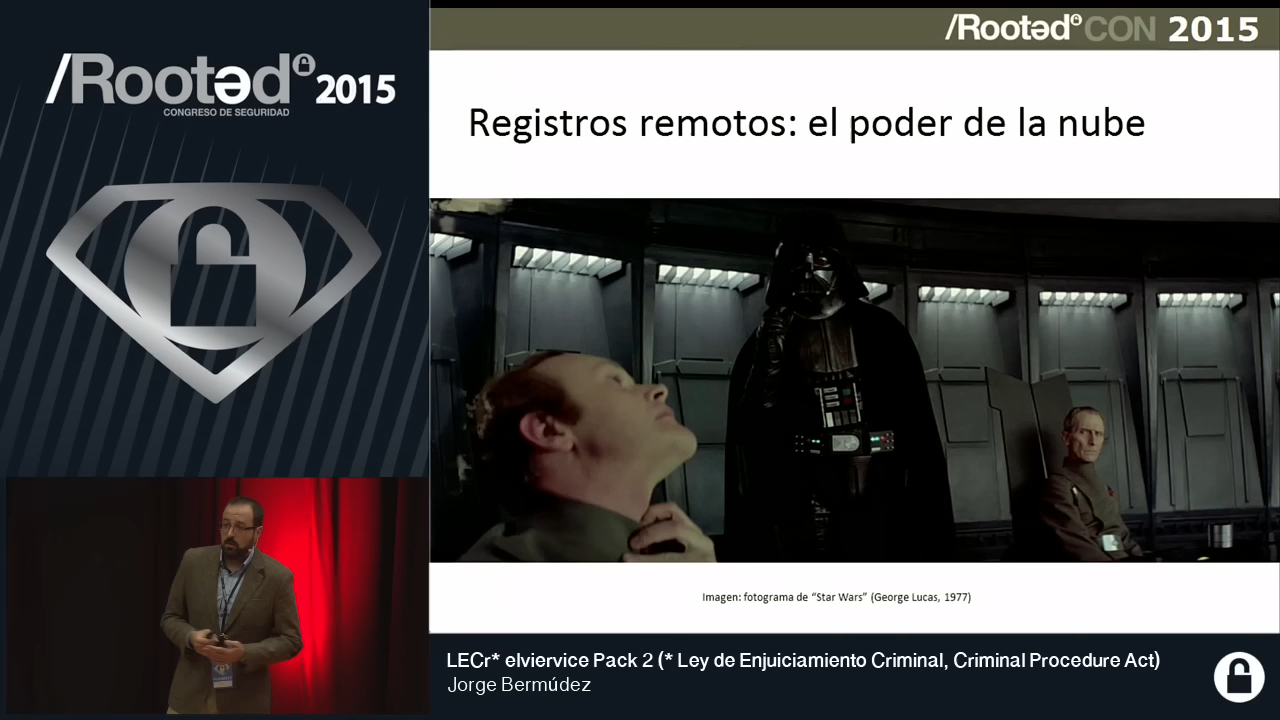 /Rooted 2015
CONGRESO DE SEGURIDAD
/Rooted CON 2015
Registros remotos: el poder de la nube
Imagen: fotograma de “Star Wars” (George Lucas, 1977)
LECr* elviervice Pack 2 (* Ley de Enjuiciamiento Criminal, Criminal Procedure Act)
Jorge Bermúdez